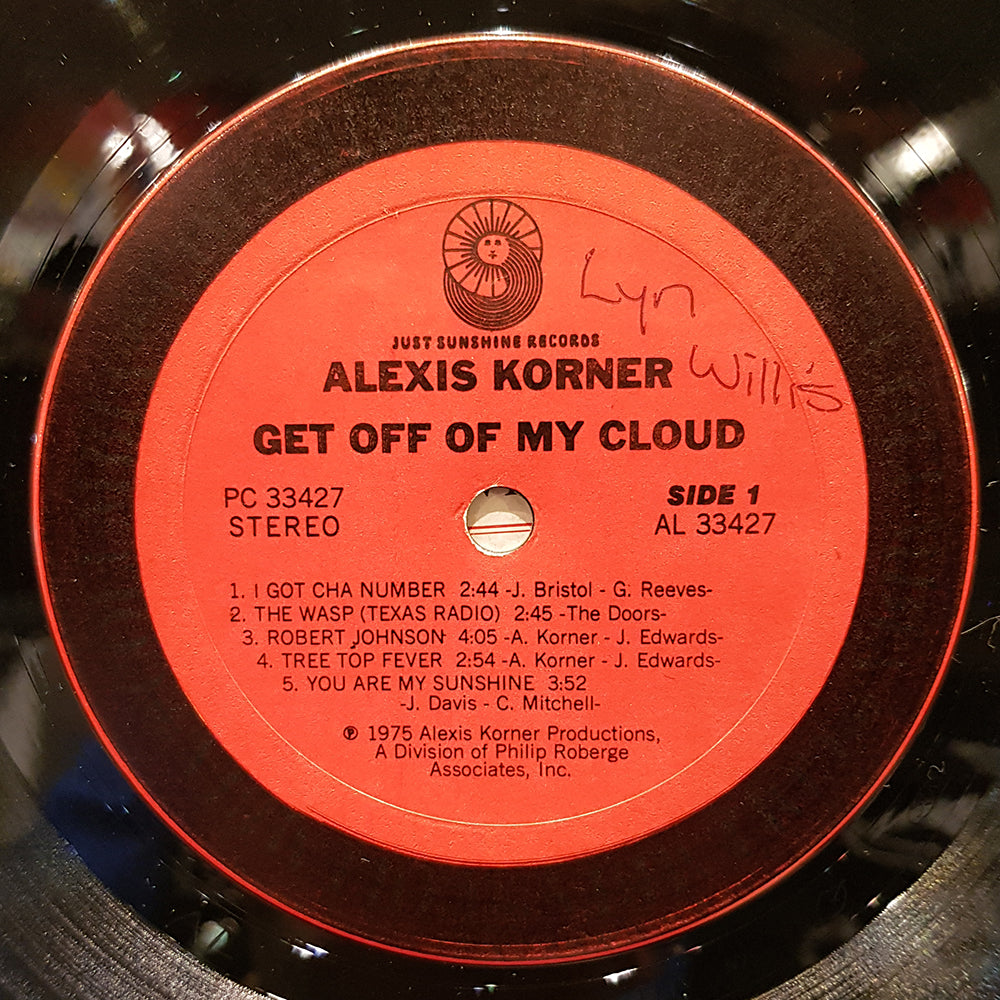 Lyn
Willis
JUST SUNSHINE RECORDS
ALEXIS KORNER
GET OFF OF MY CLOUD
PC 33427
STEREO
SIDE 1
AL 33427
1. I GOT CHA NUMBER 2:44 -J. Bristol - G. Reeves-
2. THE WASP (TEXAS RADIO) 2:45 -The Doors-
3. ROBERT JOHNSON 4:05 -A. Korner - J. Edwards-
4. TREE TOP FEVER 2:54 -A. Korner - J. Edwards-
5. YOU ARE MY SUNSHINE 3:52
-J. Davis - C. Mitchell-
℗ 1975 Alexis Korner Productions,
A Division of Philip Roberge
Associates, Inc.